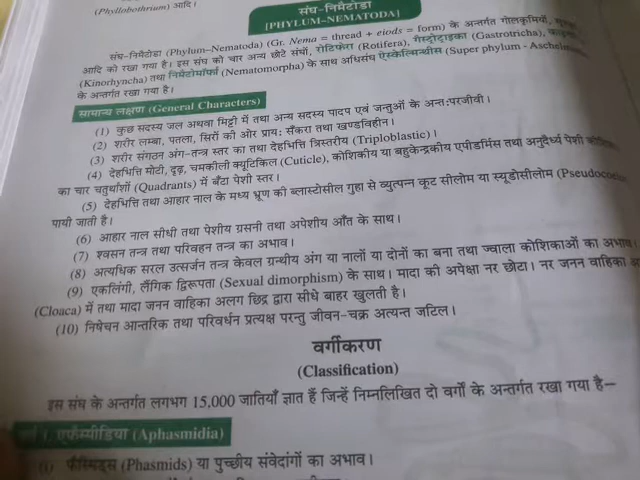 (Phyllobothrium) आदि।
संघ-निमैटोडा
[PHYLUM-NEMATODA]
संघ-निमैटोडा (Phylum-Nematoda) (Gr. Nema = thread + eiods = form) के अन्तर्गत गोलकृमियों,
आदि को रखा गया है। इस संघ को चार अन्य छोटे संघों, रोटिफेरा (Rotifera), गैस्ट्रोट्राइका (Gastrotricha),
(Kinorhyncha) तथा निमैटोमॉर्फा (Nematomorpha) के साथ अधिसंघ ऐस्केल्मिन्थीस (Super phylum - Aschelmin
के अन्तर्गत रखा गया है।
सामान्य लक्षण (General Characters)
(1) कुछ सदस्य जल अथवा मिट्टी में तथा अन्य सदस्य पादप एवं जन्तुओं के अन्तःपरजीवी।
(2) शरीर लम्बा, पतला, सिरों की ओर प्रायः सँकरा तथा खण्डविहीन।
(3) शरीर संगठन अंग-तन्त्र स्तर का तथा देहभित्ति त्रिस्तरीय (Triploblastic)।
(4) देहभित्ति मोटी, दृढ़, चमकीली क्यूटिकिल (Cuticle), कोशिकीय या बहुकेन्द्रकीय एपीडर्मिस तथा अनुदैर्ध्य पेशी
का चार चतुर्थांशों (Quadrants) में बँटा पेशी स्तर।
(5) देहभित्ति तथा आहार नाल के मध्य भ्रूण की ब्लास्टोसील गुहा से व्युत्पन्न कूट सीलोम या स्यूडोसीलोम (Pseudocoelom
पायी जाती है।
(6) आहार नाल सीधी तथा पेशीय ग्रसनी तथा अपेशीय आँत के साथ।
(7) श्वसन तन्त्र तथा परिवहन तन्त्र का अभाव।
(8) अत्यधिक सरल उत्सर्जन तन्त्र केवल ग्रन्थीय अंग या नालों या दोनों का बना तथा ज्वाला कोशिकाओं का अभाव।
(9) एकलिंगी, लैंगिक द्विरूपता (Sexual dimorphism) के साथ। मादा की अपेक्षा नर छोटा। नर जनन वाहिका
(Cloaca) में तथा मादा जनन वाहिका अलग छिद्र द्वारा सीधे बाहर खुलती है।
(10) निषेचन आन्तरिक तथा परिवर्धन प्रत्यक्ष परन्तु जीवन-चक्र अत्यन्त जटिल।
वर्गीकरण
(Classification)
इस संघ के अन्तर्गत लगभग 15,000 जातियाँ ज्ञात हैं जिन्हें निम्नलिखित दो वर्गों के अन्तर्गत रखा गया है—
वर्ग 1. एफैस्मीडिया (Aphasmidia)
(i) फैस्मिड्स (Phasmids) या पुच्छीय संवेदांगों का अभाव।